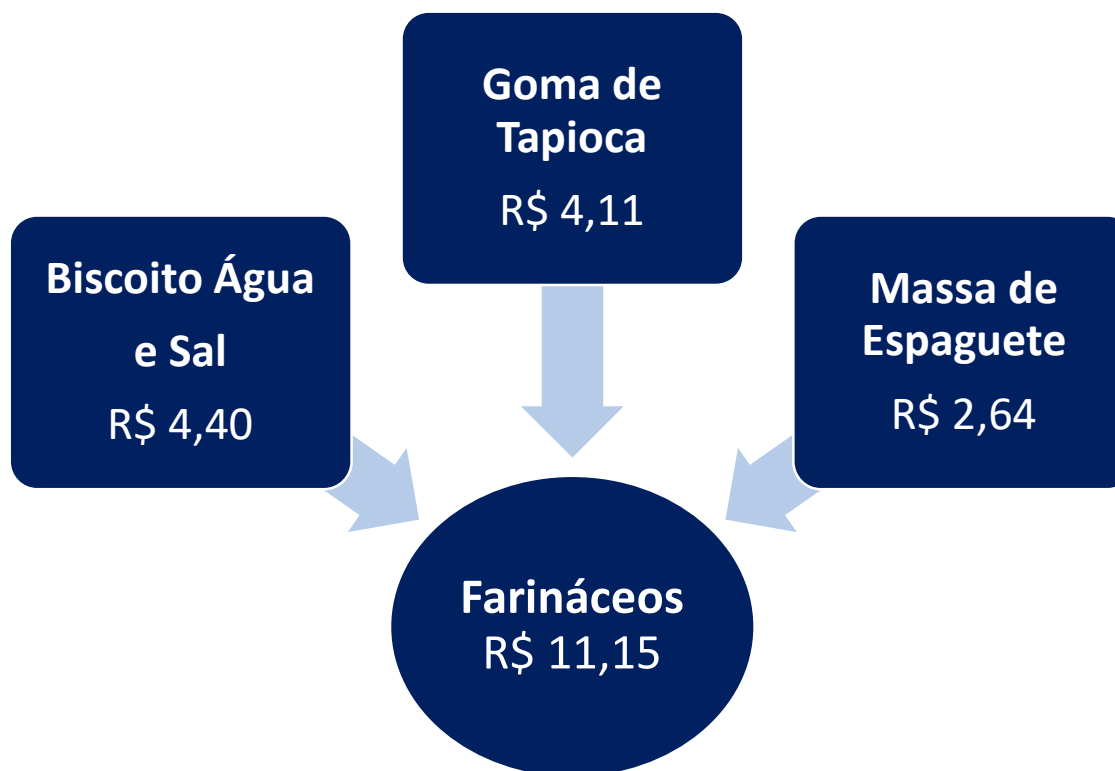 Goma de
Tapioca
R$ 4,11
Biscoito Água
e Sal
R$ 4,40
Massa de
Espaguete
R$ 2,64
Farináceos
R$ 11,15